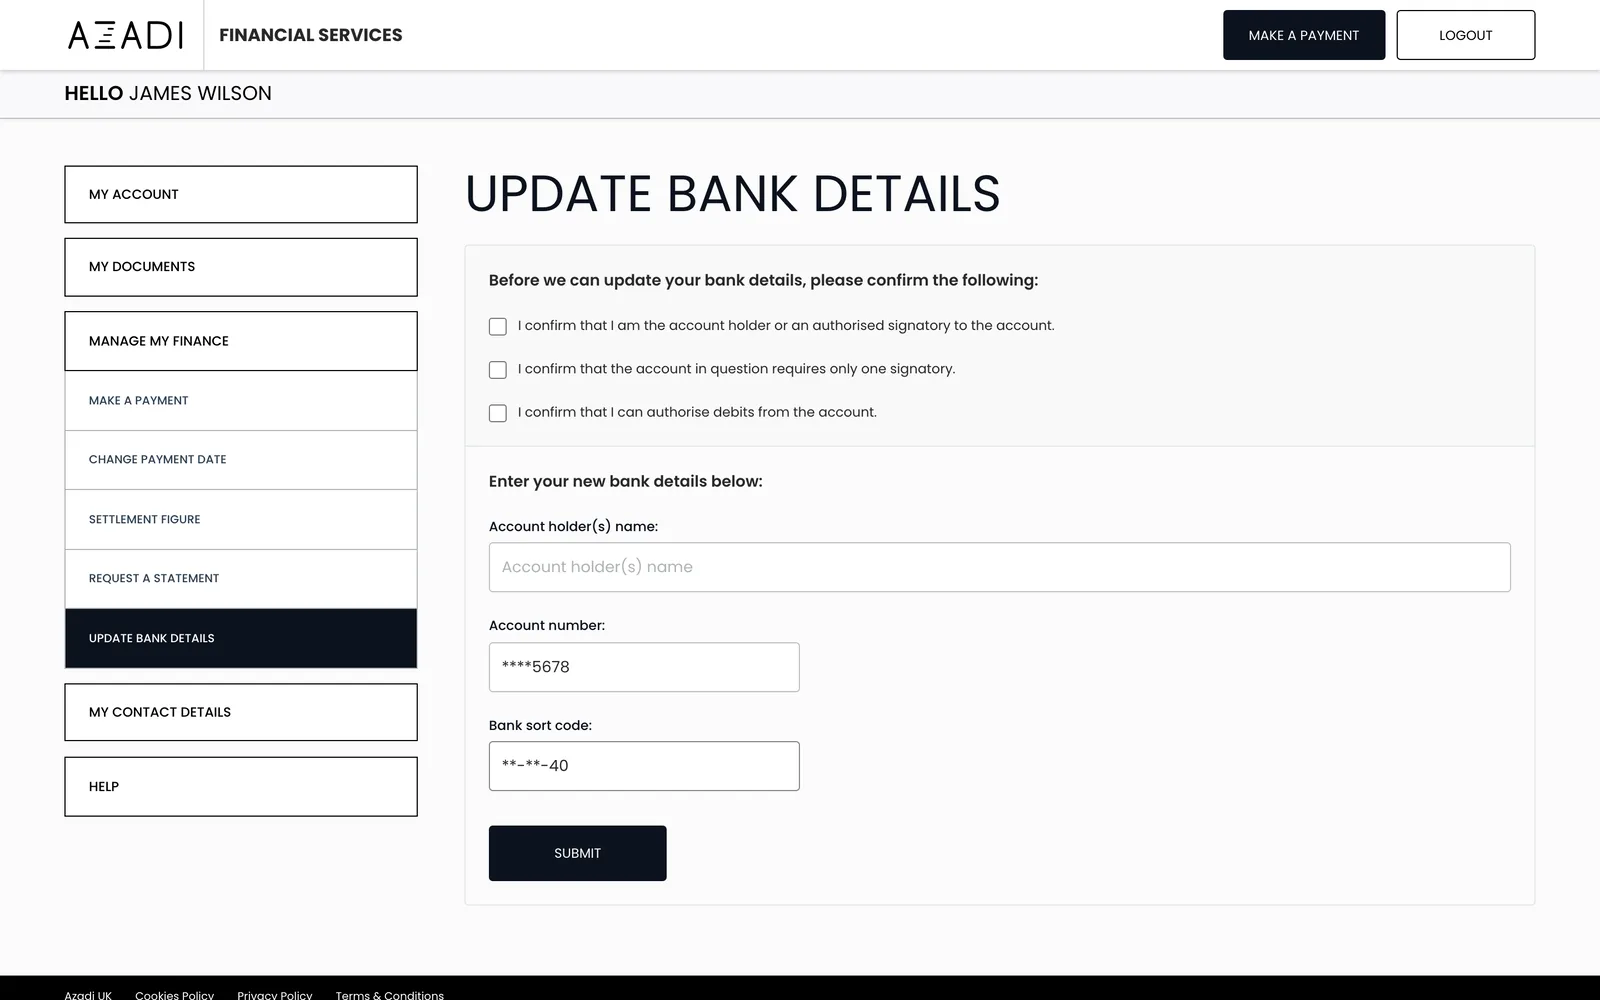 AZADI
FINANCIAL SERVICES
MAKE A PAYMENT
LOGOUT
HELLO JAMES WILSON
MY ACCOUNT
MY DOCUMENTS
MANAGE MY FINANCE
MAKE A PAYMENT
CHANGE PAYMENT DATE
SETTLEMENT FIGURE
REQUEST A STATEMENT
UPDATE BANK DETAILS
MY CONTACT DETAILS
HELP
UPDATE BANK DETAILS
Before we can update your bank details, please confirm the following:
I confirm that I am the account holder or an authorised signatory to the account.
I confirm that the account in question requires only one signatory.
I confirm that I can authorise debits from the account.
Enter your new bank details below:
Account holder(s) name:
Account holder(s) name
Account number:
****5678
Bank sort code:
**-**-40
SUBMIT
Azadi UK Cookies Policy Privacy Policy Terms & Conditions